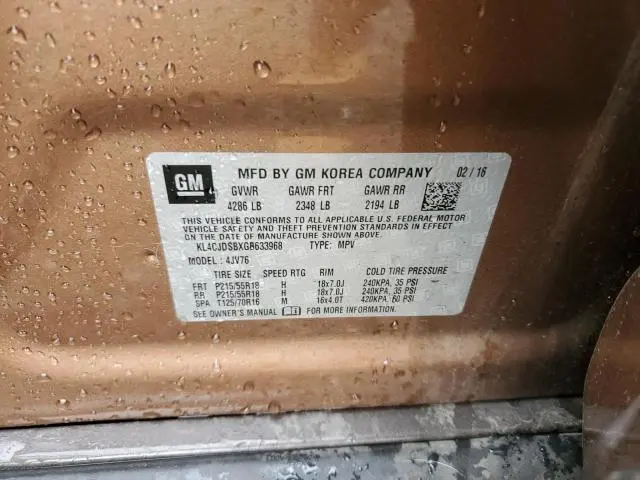 GM MFD BY GM KOREA COMPANY 02 / 16
GVWR GAWR FRT GAWR RR
4286 LB 2348 LB 2194 LB
THIS VEHICLE CONFORMS TO ALL APPLICABLE U.S. FEDERAL MOTOR
VEHICLE SAFETY AND THEFT PREVENTION STANDARDS IN EFFECT
ON THE DATE OF MANUFACTURE SHOWN ABOVE.
KL4CJDSBXGB633968 TYPE: MPV
MODEL: 4JV76
TIRE SIZE SPEED RTG RIM COLD TIRE PRESSURE
FRT P215/55R18 H 18x7.0J 240KPA, 35 PSI
RR P215/55R18 H 18x7.0J 240KPA, 35 PSI
SPA T125/70R16 M 16x4.0T 420KPA, 60 PSI
SEE OWNER'S MANUAL FOR MORE INFORMATION.